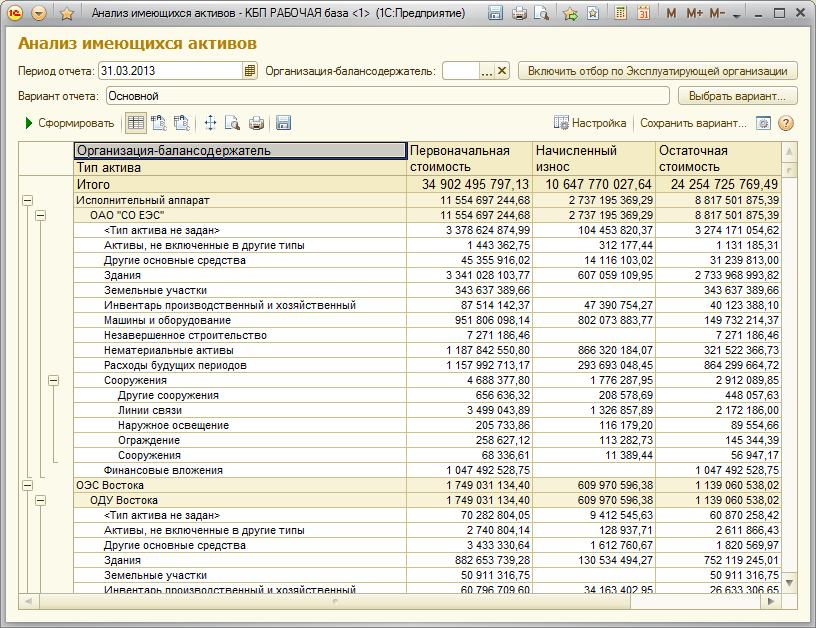 Анализ имеющихся активов - КБП РАБОЧАЯ база <1> (1С:Предприятие)
M M+ M-
Анализ имеющихся активов
Период отчета: 31.03.2013 Организация-балансодержатель: ... Включить отбор по Эксплуатирующей организации
Вариант отчета: Основной Выбрать вариант...
Сформировать Настройка Сохранить вариант...
Организация-балансодержатель Первоначальная Начисленный Остаточная
Тип актива стоимость износ стоимость
Итого 34 902 495 797,13 10 647 770 027,64 24 254 725 769,49
Исполнительный аппарат 11 554 697 244,68 2 737 195 369,29 8 817 501 875,39
ОАО "СО ЕЭС" 11 554 697 244,68 2 737 195 369,29 8 817 501 875,39
<Тип актива не задан> 3 378 624 874,99 104 453 820,37 3 274 171 054,62
Активы, не включенные в другие типы 1 443 362,75 312 177,44 1 131 185,31
Другие основные средства 45 355 916,02 14 116 103,02 31 239 813,00
Здания 3 341 028 103,77 607 059 109,95 2 733 968 993,82
Земельные участки 343 637 389,66 343 637 389,66
Инвентарь производственный и хозяйственный 87 514 142,37 47 390 754,27 40 123 388,10
Машины и оборудование 951 806 098,14 802 073 883,77 149 732 214,37
Незавершенное строительство 7 271 186,46 7 271 186,46
Нематериальные активы 1 187 842 550,80 866 320 184,07 321 522 366,73
Расходы будущих периодов 1 157 992 713,17 293 693 048,45 864 299 664,72
Сооружения 4 688 377,80 1 776 287,95 2 912 089,85
Другие сооружения 656 636,32 208 578,69 448 057,63
Линии связи 3 499 043,89 1 326 857,89 2 172 186,00
Наружное освещение 205 733,86 116 179,20 89 554,66
Ограждение 258 627,12 113 282,73 145 344,39
Сооружения 68 336,61 11 389,44 56 947,17
Финансовые вложения 1 047 492 528,75 1 047 492 528,75
ОЭС Востока 1 749 031 134,40 609 970 596,38 1 139 060 538,02
ОДУ Востока 1 749 031 134,40 609 970 596,38 1 139 060 538,02
<Тип актива не задан> 70 282 804,05 9 412 545,63 60 870 258,42
Активы, не включенные в другие типы 2 740 804,14 128 937,71 2 611 866,43
Другие основные средства 3 433 330,64 1 612 760,67 1 820 569,97
Здания 882 653 739,28 130 534 494,27 752 119 245,01
Земельные участки 50 911 316,75 50 911 316,75
Инвентарь производственный и хозяйственный 60 796 709,60 34 163 402,95 26 633 306,65